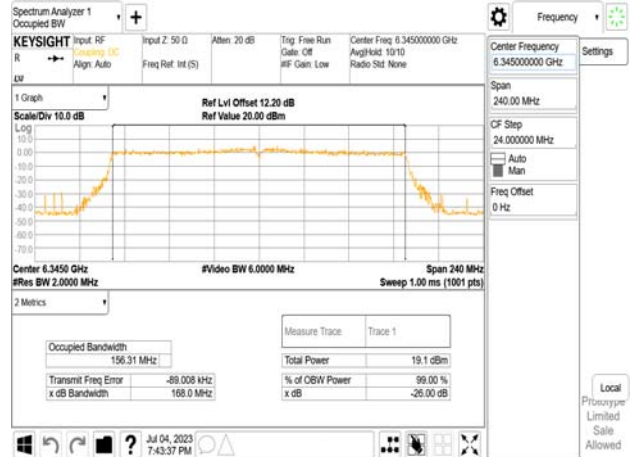 Spectrum Analyzer 1
Occupied BW
Frequency
KEYSIGHT
Input: RF
Coupling: DC
Align: Auto
Input Z: 50 Ω
Freq Ref: Int (S)
Atten: 20 dB
Trig: Free Run
Gate: Off
#IF Gain: Low
Center Freq: 6.345000000 GHz
Avg|Hold: 10/10
Radio Std: None
R
LXI
Center Frequency
6.345000000 GHz
Settings
Span
240.00 MHz
CF Step
24.000000 MHz
Auto
Man
Freq Offset
0 Hz
1 Graph
Scale/Div 10.0 dB
Ref Lvl Offset 12.20 dB
Ref Value 20.00 dBm
Log
10.0
0.00
-10.0
-20.0
-30.0
-40.0
-50.0
-60.0
-70.0
Center 6.3450 GHz
#Res BW 2.0000 MHz
#Video BW 6.0000 MHz
Span 240 MHz
Sweep 1.00 ms (1001 pts)
2 Metrics
Measure Trace Trace 1
Occupied Bandwidth
156.31 MHz
Total Power 19.1 dBm
Transmit Freq Error -89.008 kHz
% of OBW Power 99.00 %
x dB Bandwidth 168.0 MHz
x dB -26.00 dB
Local
Prototype
Limited
Sale
Allowed
?
Jul 04, 2023
7:43:37 PM